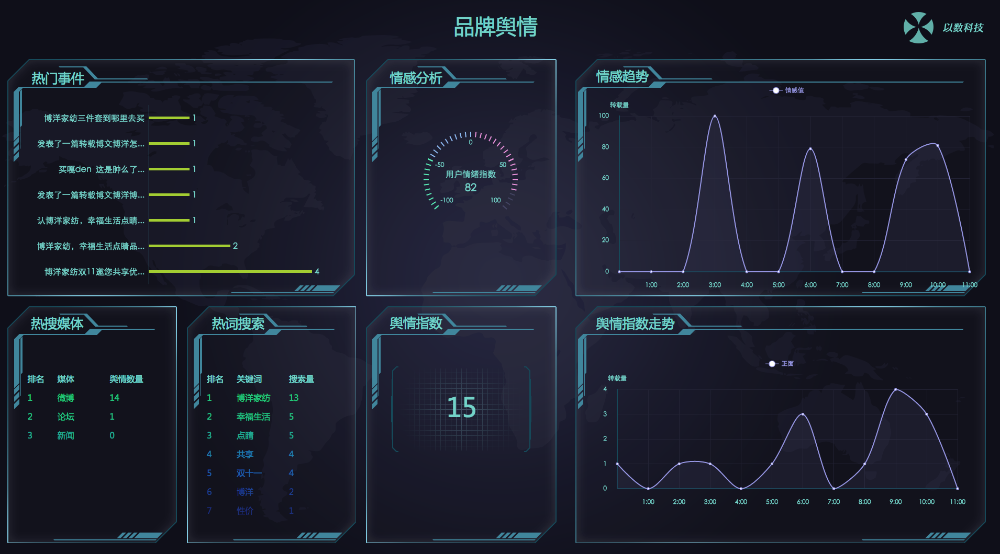 品牌舆情
以数科技
热门事件
博洋家纺三件套到哪里去买 1
发表了一篇转载博文博洋怎... 1
买嘎den 这是肿么了... 1
发表了一篇转载博文博洋博... 1
认博洋家纺，幸福生活点睛... 1
博洋家纺，幸福生活点睛品... 2
博洋家纺双11邀您共享优... 4
情感分析
0
-50 50
用户情绪指数
82
-100 100
情感趋势
情感值
转载量
100
80
60
40
20
0
1:00 2:00 3:00 4:00 5:00 6:00 7:00 8:00 9:00 10:00 11:00
热搜媒体
排名 媒体 舆情数量
1 微博 14
2 论坛 1
3 新闻 0
热词搜索
排名 关键词 搜索量
1 博洋家纺 13
2 幸福生活 5
3 点睛 5
4 共享 4
5 双十一 4
6 博洋 2
7 性价 1
舆情指数
15
舆情指数走势
正面
转载量
4
3
2
1
0
1:00 2:00 3:00 4:00 5:00 6:00 7:00 8:00 9:00 10:00 11:00